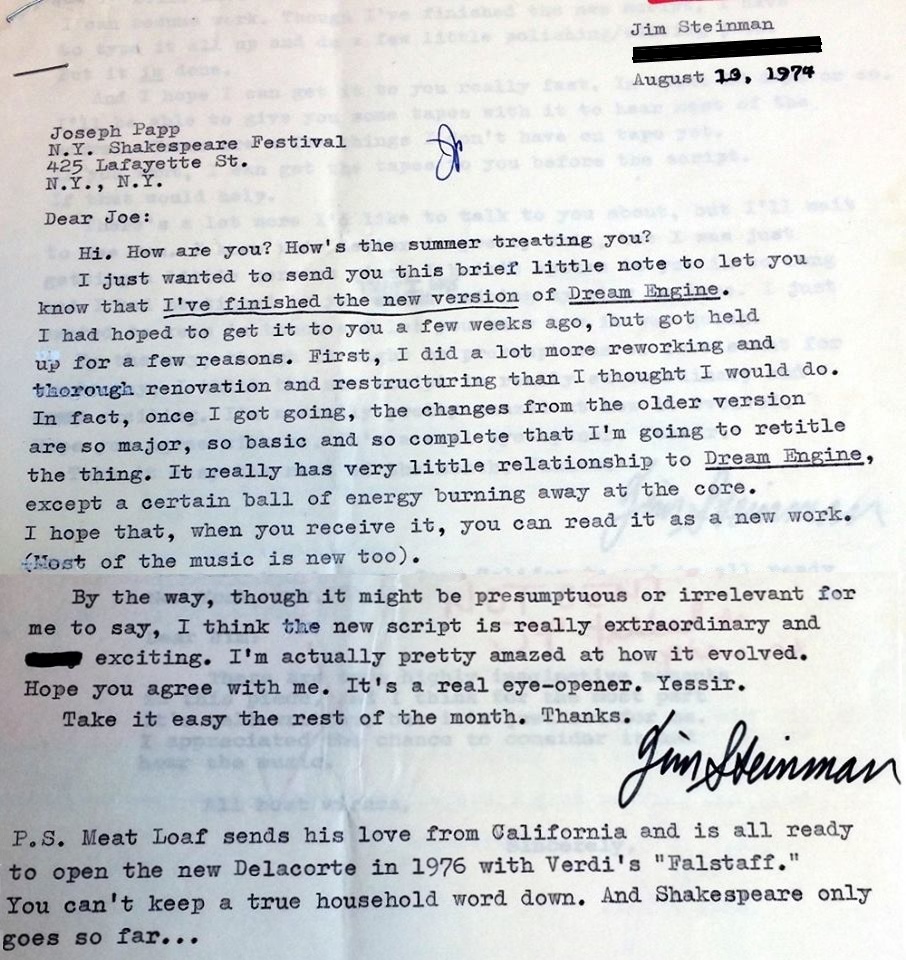 Jim Steinman
August 13, 1974
Joseph Papp
N.Y. Shakespeare Festival
425 Lafayette St.
N.Y., N.Y.
Dear Joe:
Hi. How are you? How's the summer treating you?
I just wanted to send you this brief little note to let you
know that I've finished the new version of Dream Engine.
I had hoped to get it to you a few weeks ago, but got held
up for a few reasons. First, I did a lot more reworking and
thorough renovation and restructuring than I thought I would do.
In fact, once I got going, the changes from the older version
are so major, so basic and so complete that I'm going to retitle
the thing. It really has very little relationship to Dream Engine,
except a certain ball of energy burning away at the core.
I hope that, when you receive it, you can read it as a new work.
(Most of the music is new too).
By the way, though it might be presumptuous or irrelevant for
me to say, I think the new script is really extraordinary and
exciting. I'm actually pretty amazed at how it evolved.
Hope you agree with me. It's a real eye-opener. Yessir.
Take it easy the rest of the month. Thanks.
Jim Steinman
P.S. Meat Loaf sends his love from California and is all ready
to open the new Delacorte in 1976 with Verdi's "Falstaff."
You can't keep a true household word down. And Shakespeare only
goes so far...